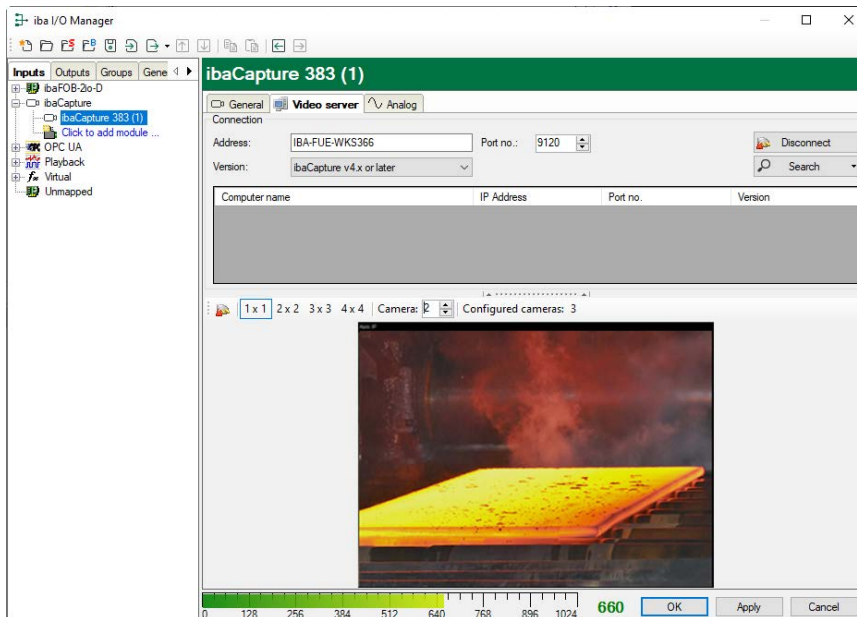 iba I/O Manager
Inputs Outputs Groups Gene
ibaFOB-2io-D
ibaCapture
ibaCapture 383 (1)
Click to add module ...
OPC UA
Playback
Virtual
Unmapped
ibaCapture 383 (1)
General Video server Analog
Connection
Address: IBA-FUE-WKS366 Port no.: 9120 Disconnect
Version: ibaCapture v4.x or later Search
Computer name IP Address Port no. Version
1 x 1 2 x 2 3 x 3 4 x 4 Camera: 2 Configured cameras: 3
0 128 256 384 512 640 768 896 1024 660 OK Apply Cancel